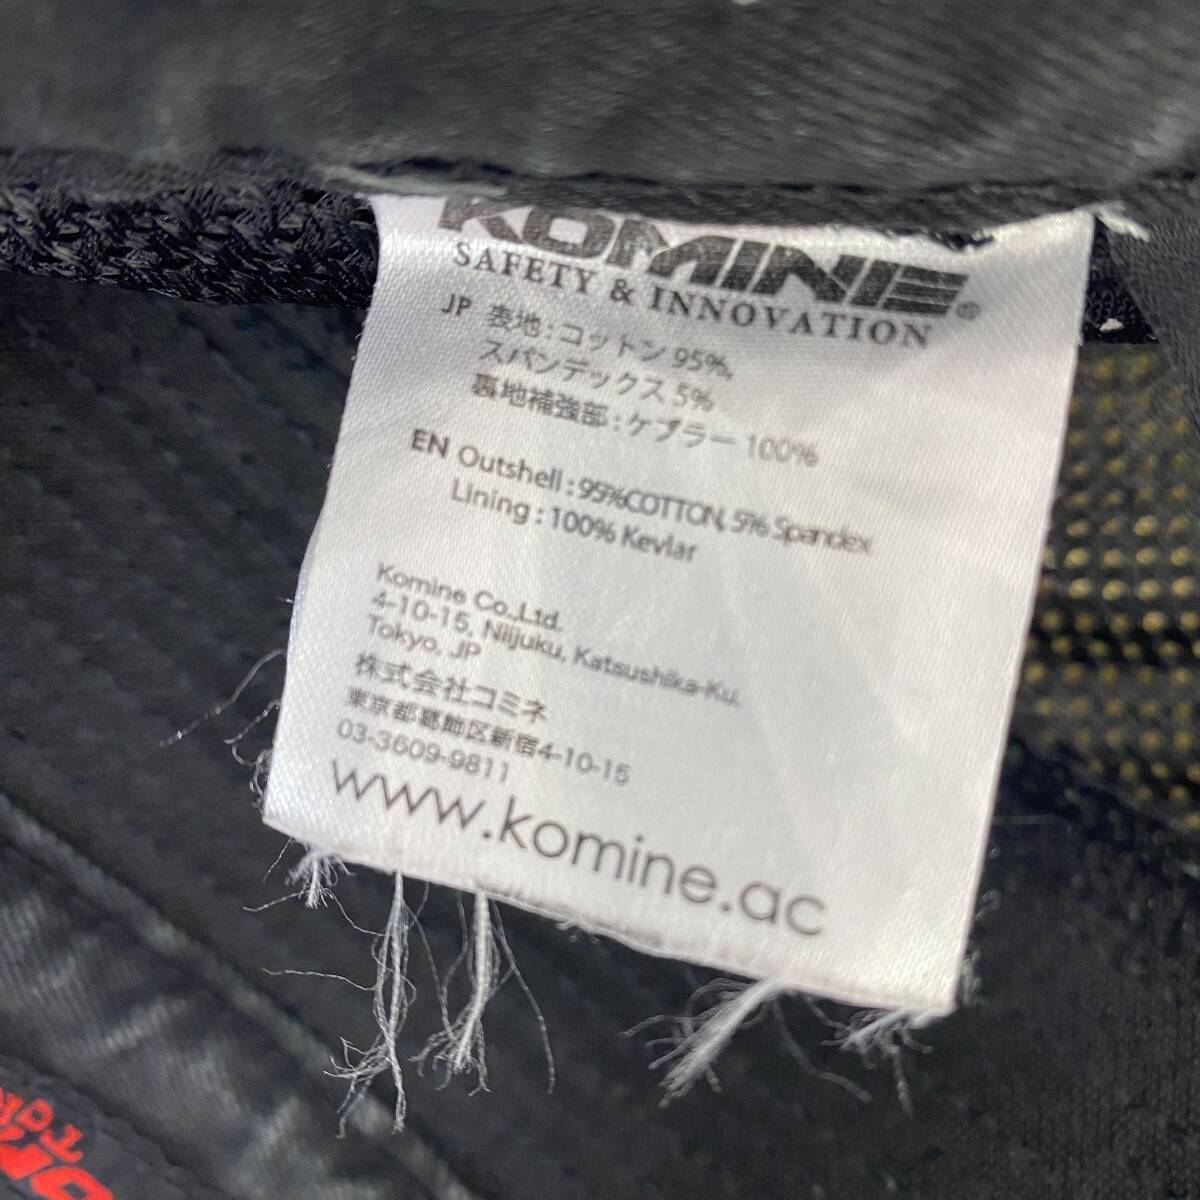 KOMINE®
SAFETY & INNOVATION
JP 表地:コットン 95%,
スパンデックス 5%
裏地補強部:ケブラー 100%
EN Outshell : 95%COTTON, 5% Spandex
Lining : 100% Kevlar
Komine Co.,Ltd.
4-10-15, Niijuku, Katsushika-Ku,
Tokyo, JP
株式会社コミネ
東京都葛飾区新宿4-10-15
03-3609-9811
www.komine.ac